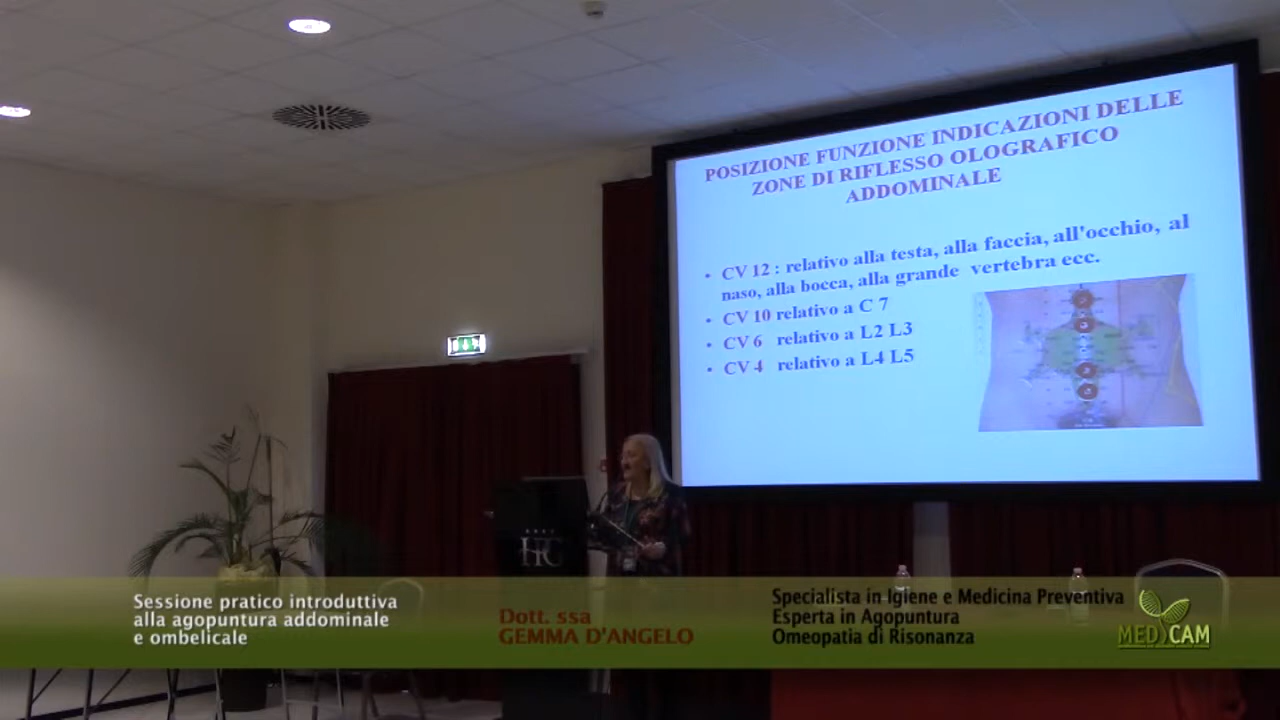 POSIZIONE FUNZIONE INDICAZIONI DELLE
ZONE DI RIFLESSO OLOGRAFICO
ADDOMINALE
• CV 12 : relativo alla testa, alla faccia, all'occhio, al
naso, alla bocca, alla grande vertebra ecc.
• CV 10 relativo a C 7
• CV 6 relativo a L2 L3
• CV 4 relativo a L4 L5
Sessione pratico introduttiva
alla agopuntura addominale
e ombelicale
Dott. ssa
GEMMA D'ANGELO
Specialista in Igiene e Medicina Preventiva
Esperta in Agopuntura
Omeopatia di Risonanza
MEDICAM